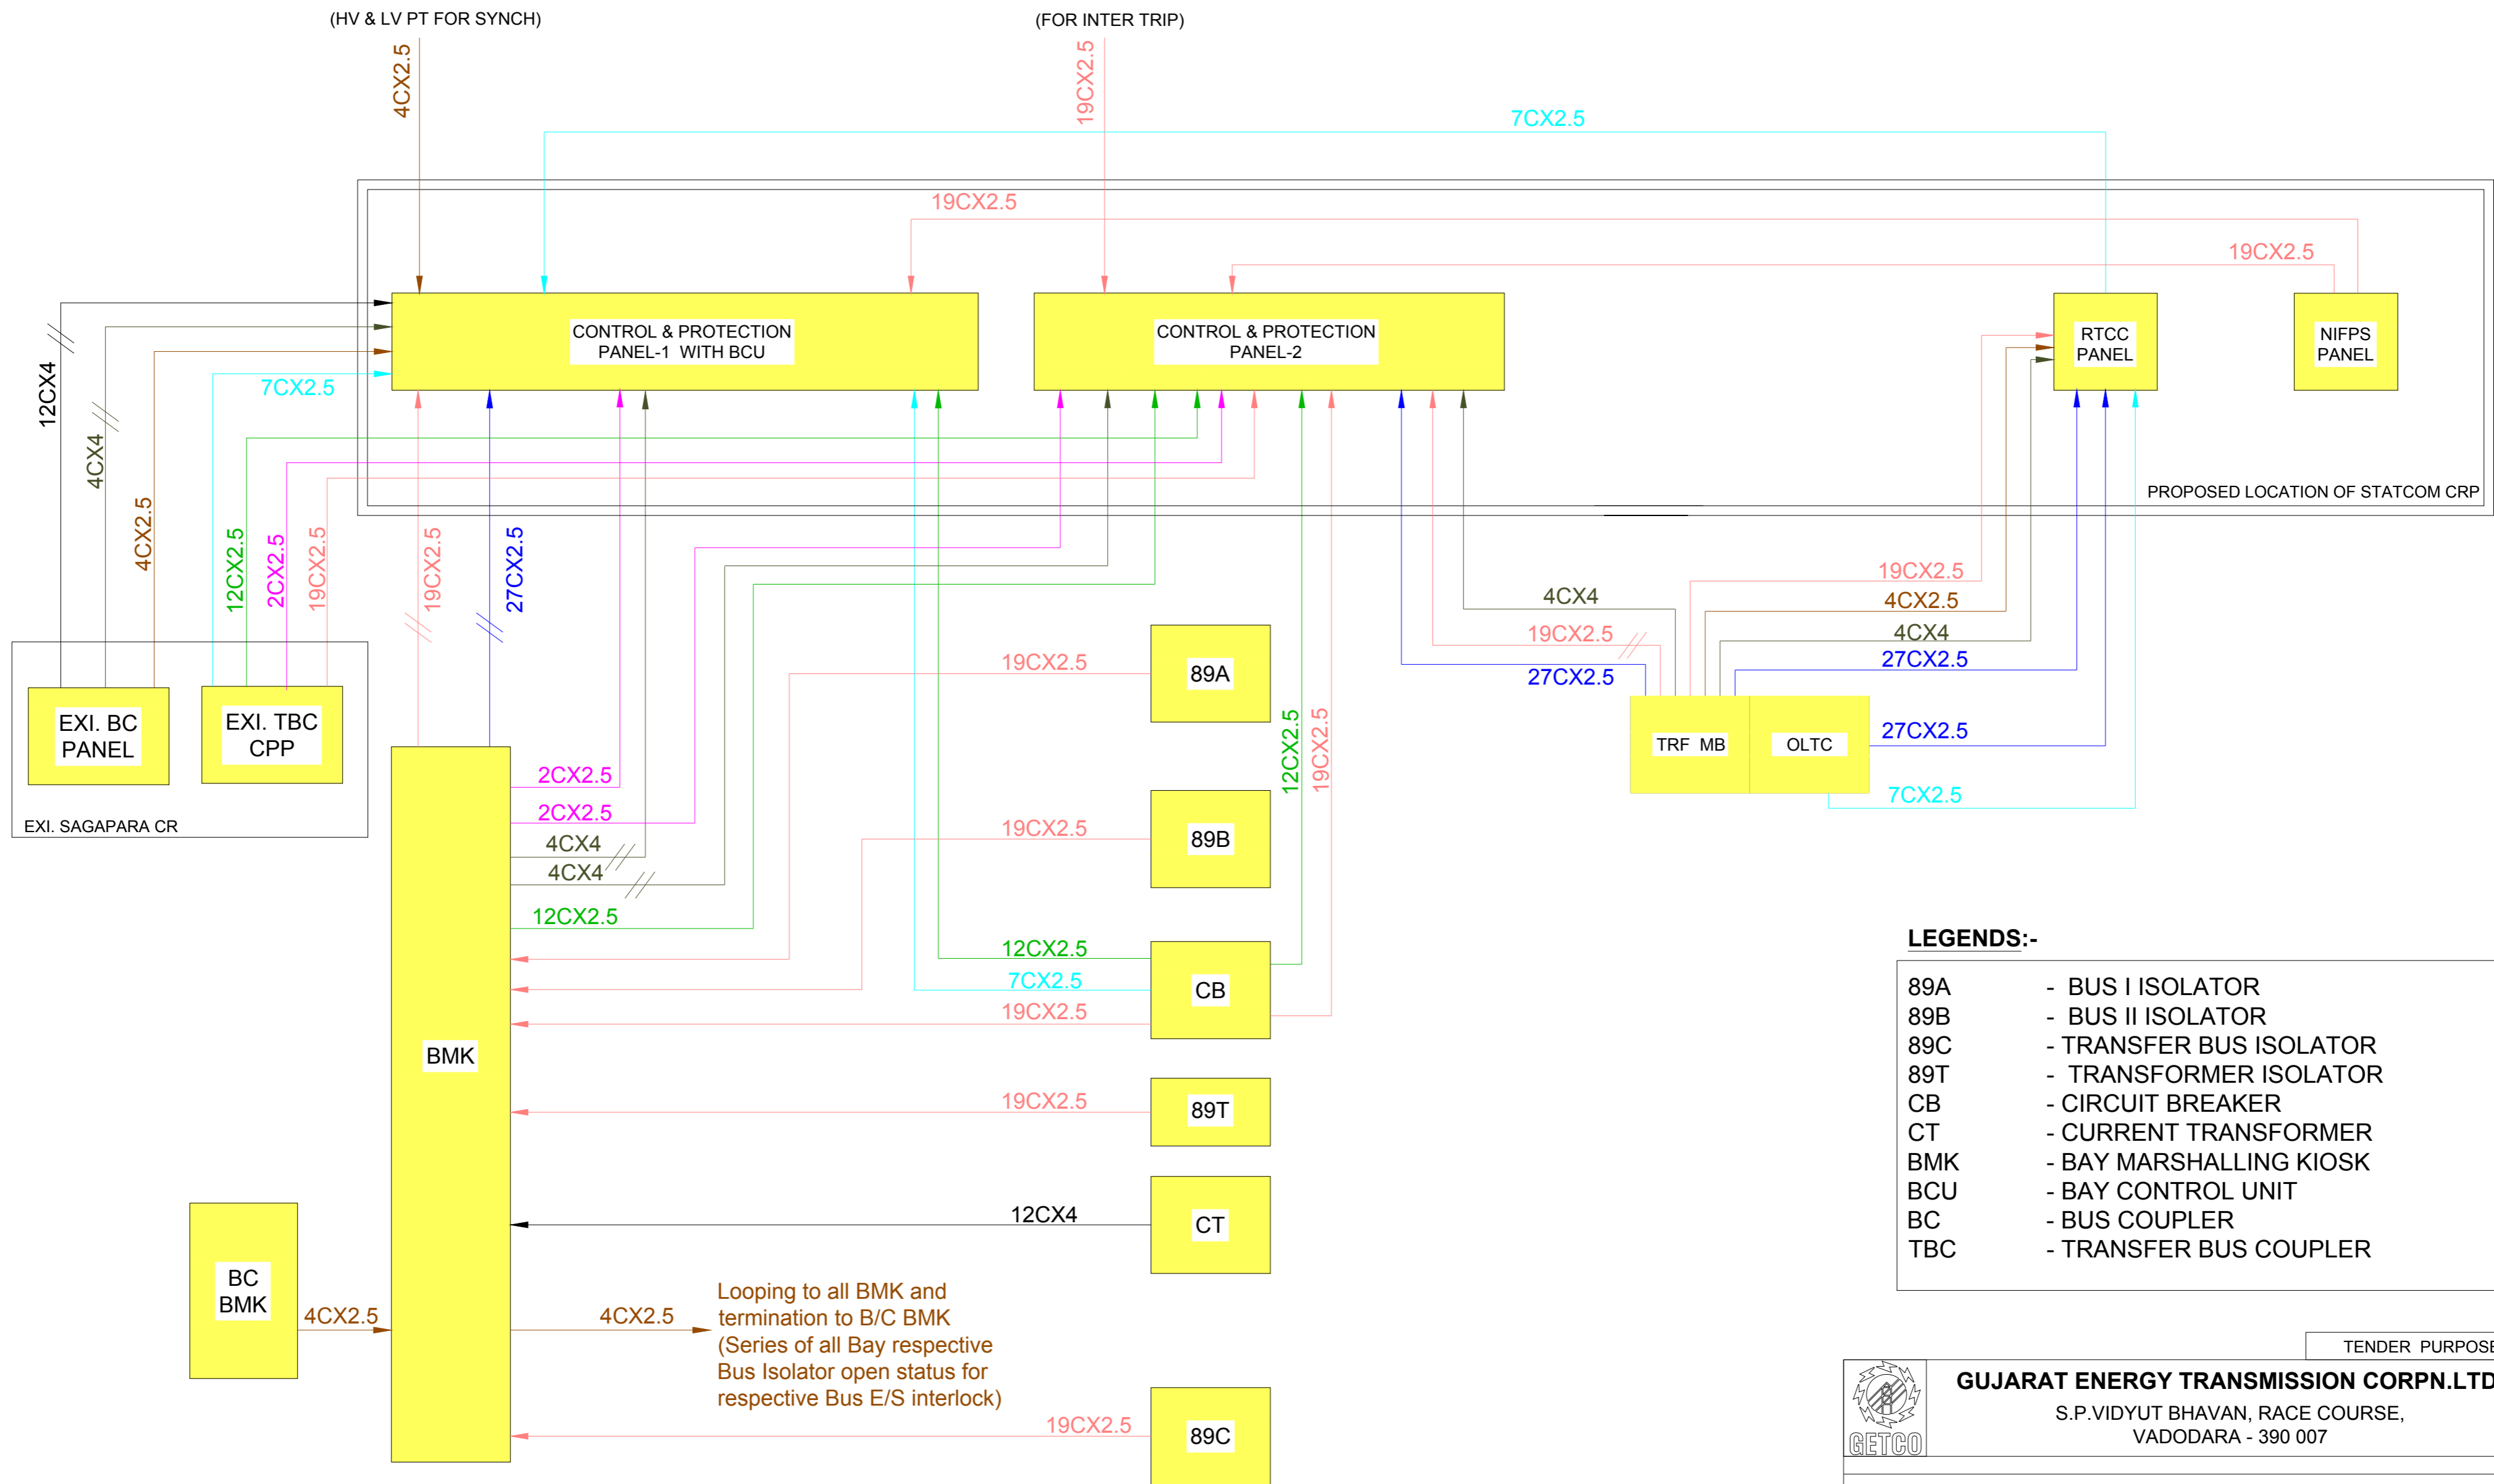 (HV & LV PT FOR SYNCH)
(FOR INTER TRIP)
4CX2.5
19CX2.5
7CX2.5
19CX2.5
19CX2.5
CONTROL & PROTECTION
PANEL-1 WITH BCU
CONTROL & PROTECTION
PANEL-2
RTCC
PANEL
NIFPS
PANEL
12CX4
4CX4
4CX2.5
7CX2.5
12CX2.5
2CX2.5
19CX2.5
19CX2.5
27CX2.5
PROPOSED LOCATION OF STATCOM CRP
EXI. BC
PANEL
EXI. TBC
CPP
EXI. SAGAPARA CR
4CX4
19CX2.5
27CX2.5
19CX2.5
4CX2.5
4CX4
27CX2.5
27CX2.5
7CX2.5
TRF MB
OLTC
12CX2.5
19CX2.5
19CX2.5
89A
19CX2.5
89B
2CX2.5
2CX2.5
4CX4
4CX4
12CX2.5
12CX2.5
7CX2.5
19CX2.5
CB
BMK
19CX2.5
89T
12CX4
CT
BC
BMK
4CX2.5
4CX2.5
Looping to all BMK and
termination to B/C BMK
(Series of all Bay respective
Bus Isolator open status for
respective Bus E/S interlock)
19CX2.5
89C
LEGENDS:-
89A - BUS I ISOLATOR
89B - BUS II ISOLATOR
89C - TRANSFER BUS ISOLATOR
89T - TRANSFORMER ISOLATOR
CB - CIRCUIT BREAKER
CT - CURRENT TRANSFORMER
BMK - BAY MARSHALLING KIOSK
BCU - BAY CONTROL UNIT
BC - BUS COUPLER
TBC - TRANSFER BUS COUPLER
TENDER PURPOSE
GETCO
GUJARAT ENERGY TRANSMISSION CORPN.LTD
S.P.VIDYUT BHAVAN, RACE COURSE,
VADODARA - 390 007